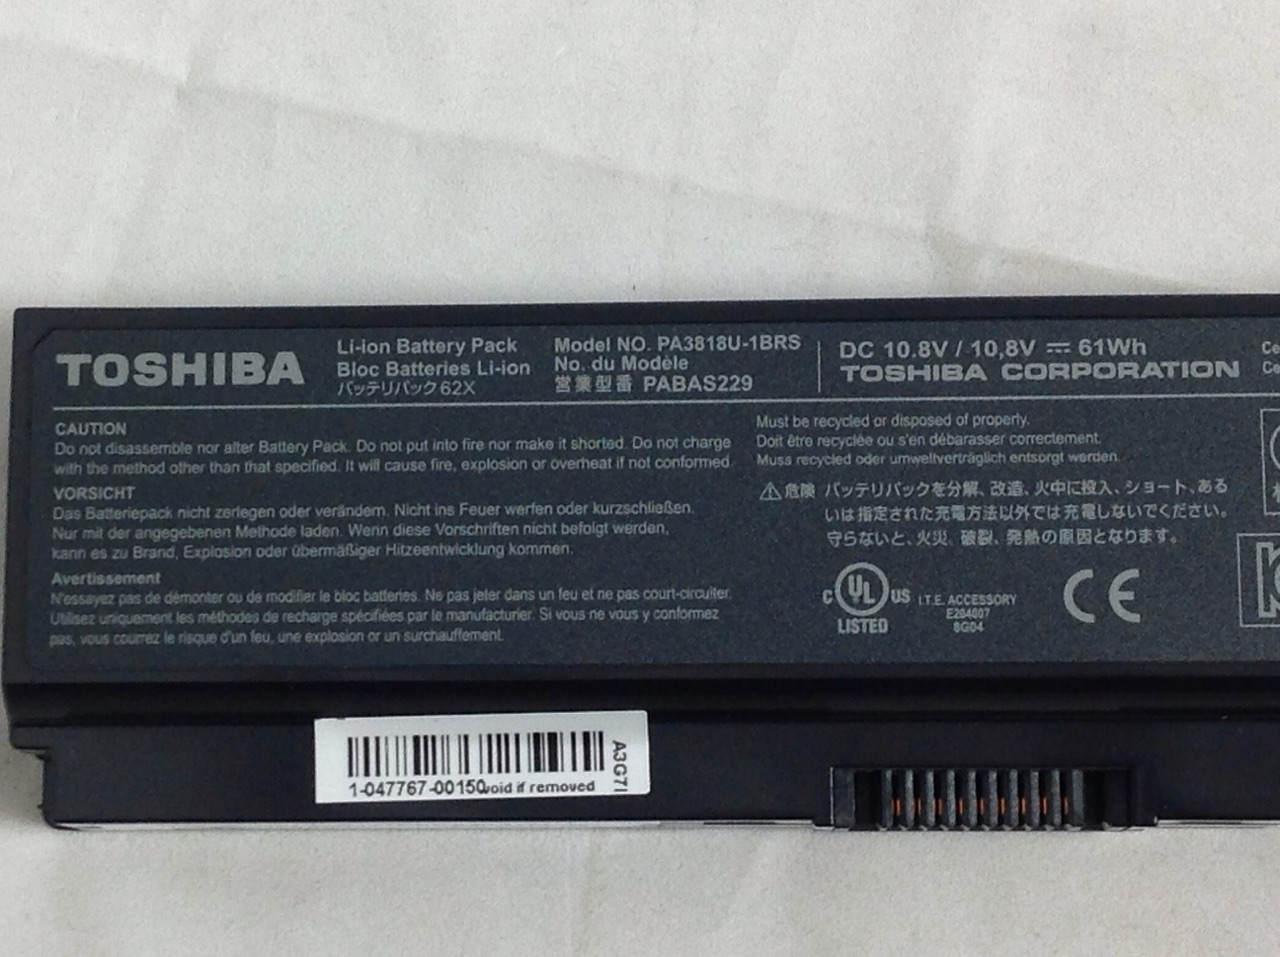 TOSHIBA
Li-ion Battery Pack
Bloc Batteries Li-ion
バッテリパック 62X
Model NO. PA3818U-1BRS
No. du Modèle
営業型番 PABAS229
DC 10.8V / 10,8V ⎓ 61Wh
TOSHIBA CORPORATION
Ce
Ce
CAUTION
Do not disassemble nor alter Battery Pack. Do not put into fire nor make it shorted. Do not charge
with the method other than that specified. It will cause fire, explosion or overheat if not conformed.
VORSICHT
Das Batteriepack nicht zerlegen oder verändern. Nicht ins Feuer werfen oder kurzschließen.
Nur mit der angegebenen Methode laden. Wenn diese Vorschriften nicht befolgt werden,
kann es zu Brand, Explosion oder übermäßiger Hitzeentwicklung kommen.
Avertissement
N'essayez pas de démonter ou de modifier le bloc batteries. Ne pas jeter dans un feu et ne pas court-circuiter.
Utilisez uniquement les méthodes de recharge spécifiées par le manufacturier. Si vous ne vous y conformez
pas, vous courrez le risque d'un feu, une explosion or un surchauffement.
Must be recycled or disposed of properly.
Doit être recyclée ou s'en débarasser correctement.
Muss recycled oder umweltverträglich entsorgt werden.
⚠危険 バッテリパックを分解、改造、火中に投入、ショート、ある
いは指定された充電方法以外では充電しないでください。
守らないと、火災、破裂、発熱の原因となります。
C UL US
LISTED
I.T.E. ACCESSORY
E204607
8G04
CE
1-047767-00150
void if removed
A3G7I